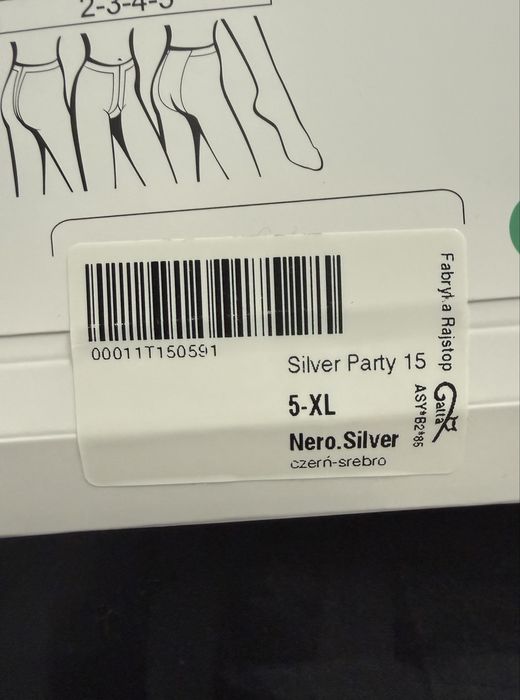 2-3-4-5
00011T150591
Silver Party 15
5-XL
Nero.Silver
czerń-srebro
Fabryka Rajstop
Gatta
ASY*B2*85